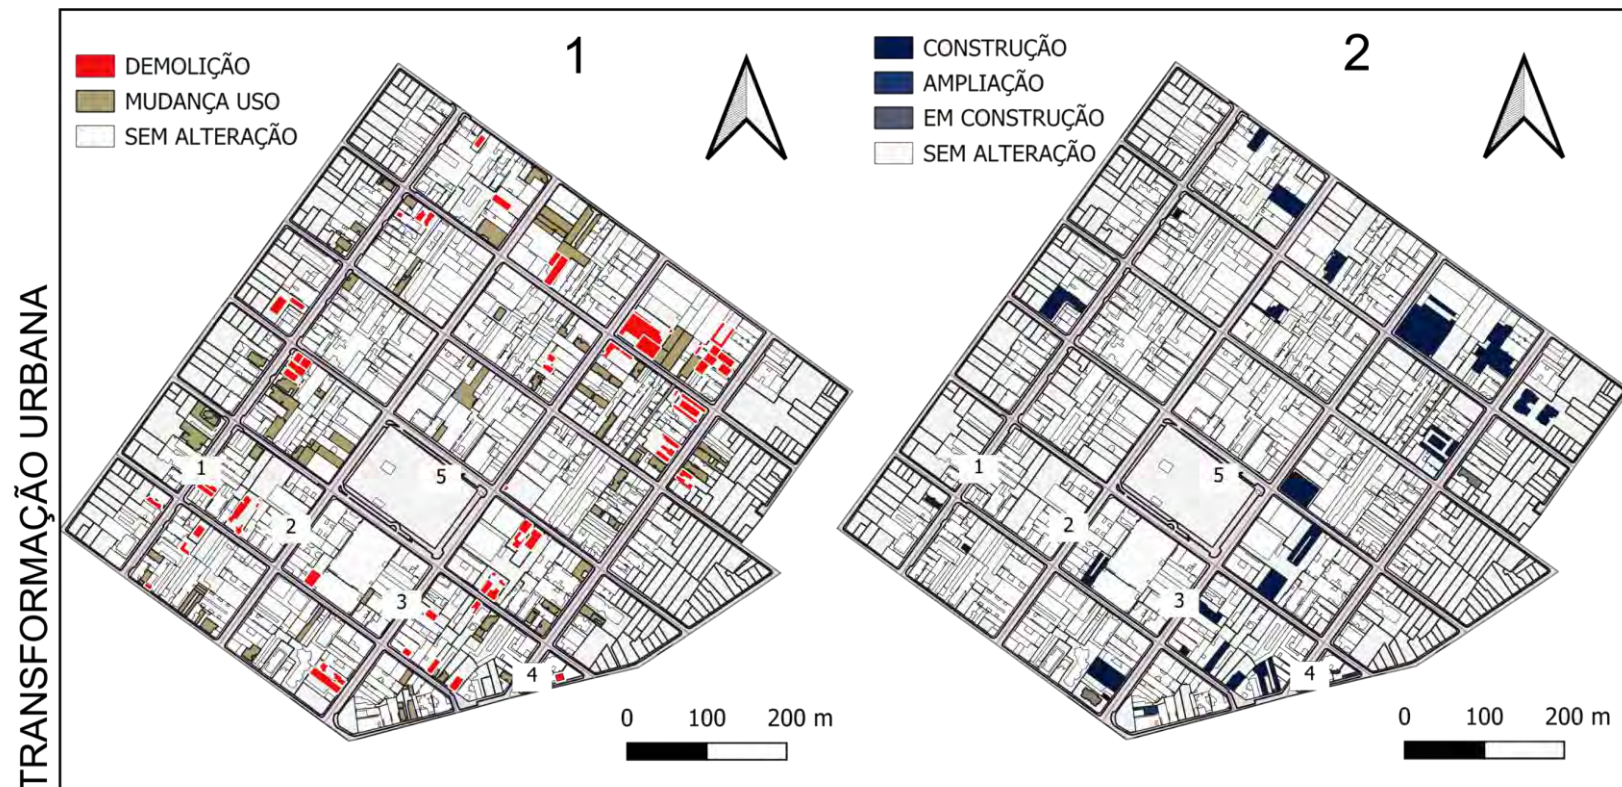 TRANSFORMAÇÃO URBANA
1
DEMOLIÇÃO
MUDANÇA USO
SEM ALTERAÇÃO
1
2
3
4
5
0 100 200 m
2
CONSTRUÇÃO
AMPLIAÇÃO
EM CONSTRUÇÃO
SEM ALTERAÇÃO
1
2
3
4
5
0 100 200 m